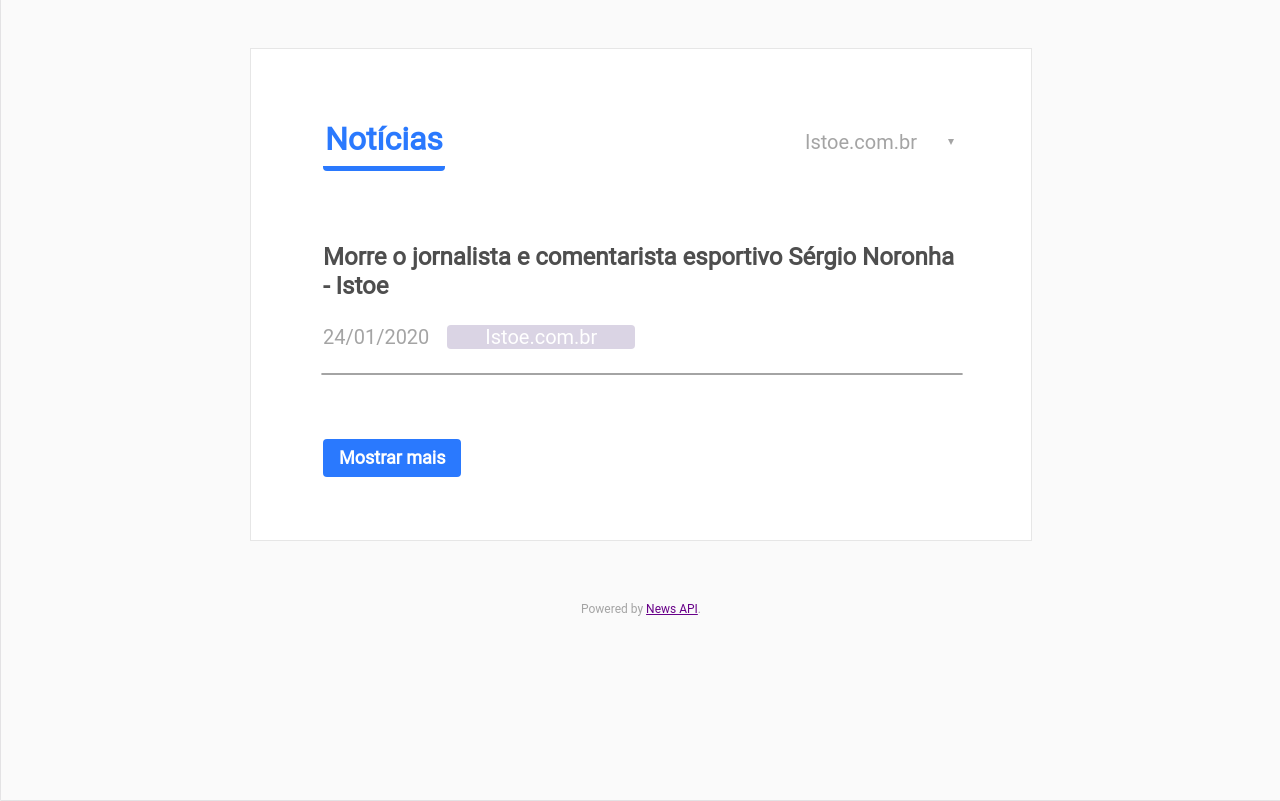 Notícias
Istoe.com.br
Morre o jornalista e comentarista esportivo Sérgio Noronha
- Istoe
24/01/2020 Istoe.com.br
Mostrar mais
Powered by News API.